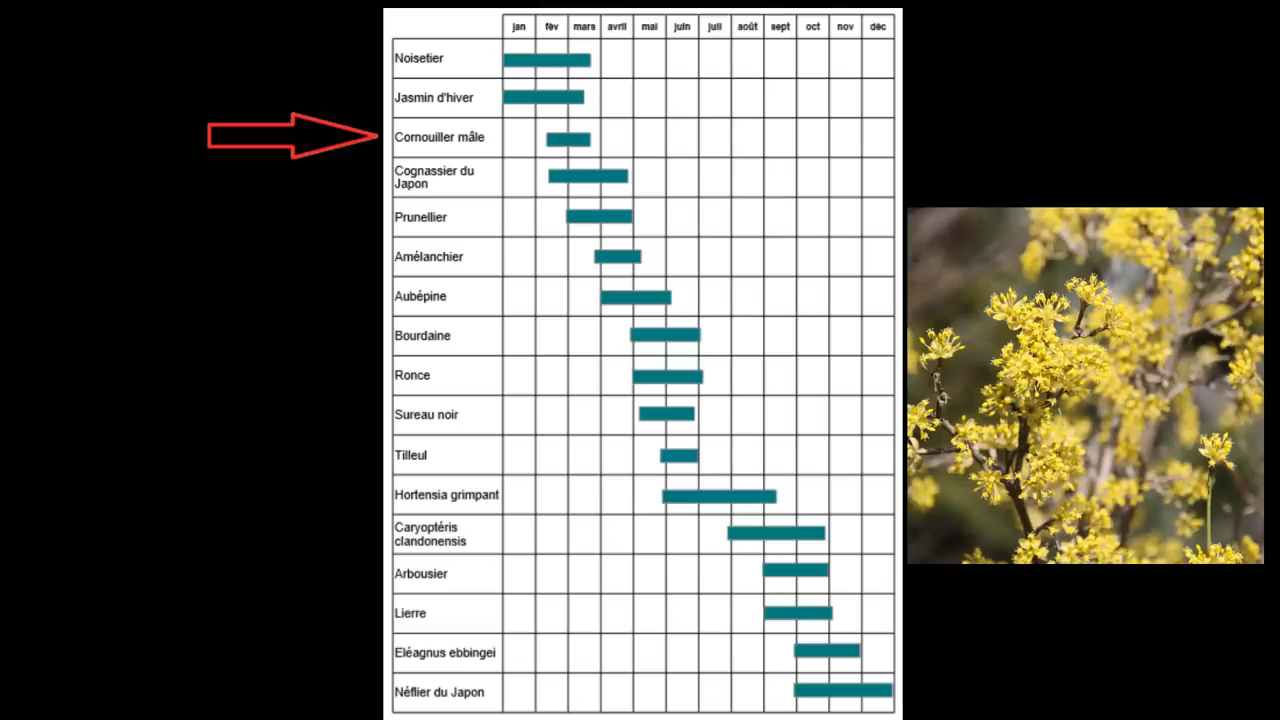 jan fév mars avril mai juin juil août sept oct nov déc
Noisetier
Jasmin d'hiver
Cornouiller mâle
Cognassier du
Japon
Prunellier
Amélanchier
Aubépine
Bourdaine
Ronce
Sureau noir
Tilleul
Hortensia grimpant
Caryoptéris
clandonensis
Arbousier
Lierre
Eléagnus ebbingei
Néflier du Japon